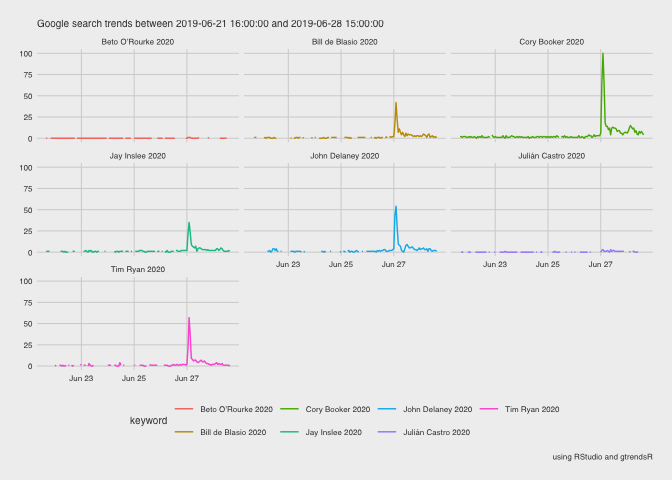 Google search trends between 2019-06-21 16:00:00 and 2019-06-28 15:00:00
Beto O'Rourke 2020 Bill de Blasio 2020 Cory Booker 2020
100
75
50
25
0
Jay Inslee 2020 John Delaney 2020 Julián Castro 2020
100
75
50
25
0
Jun 23 Jun 25 Jun 27 Jun 23 Jun 25 Jun 27
Tim Ryan 2020
100
75
50
25
0
Jun 23 Jun 25 Jun 27
keyword
Beto O'Rourke 2020 Cory Booker 2020 John Delaney 2020 Tim Ryan 2020
Bill de Blasio 2020 Jay Inslee 2020 Julián Castro 2020
using RStudio and gtrendsR